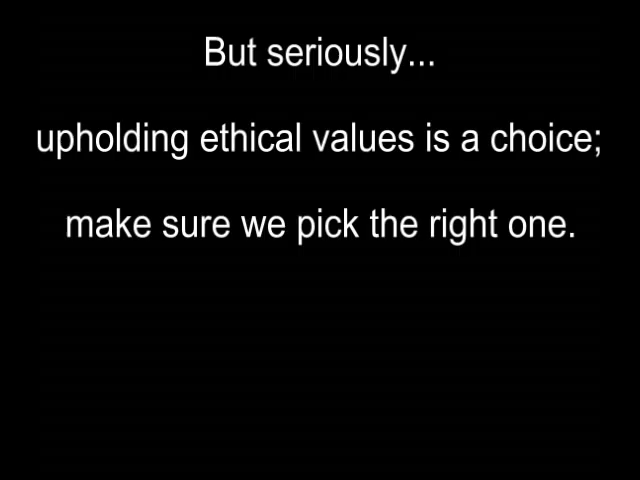 But seriously...
upholding ethical values is a choice;
make sure we pick the right one.